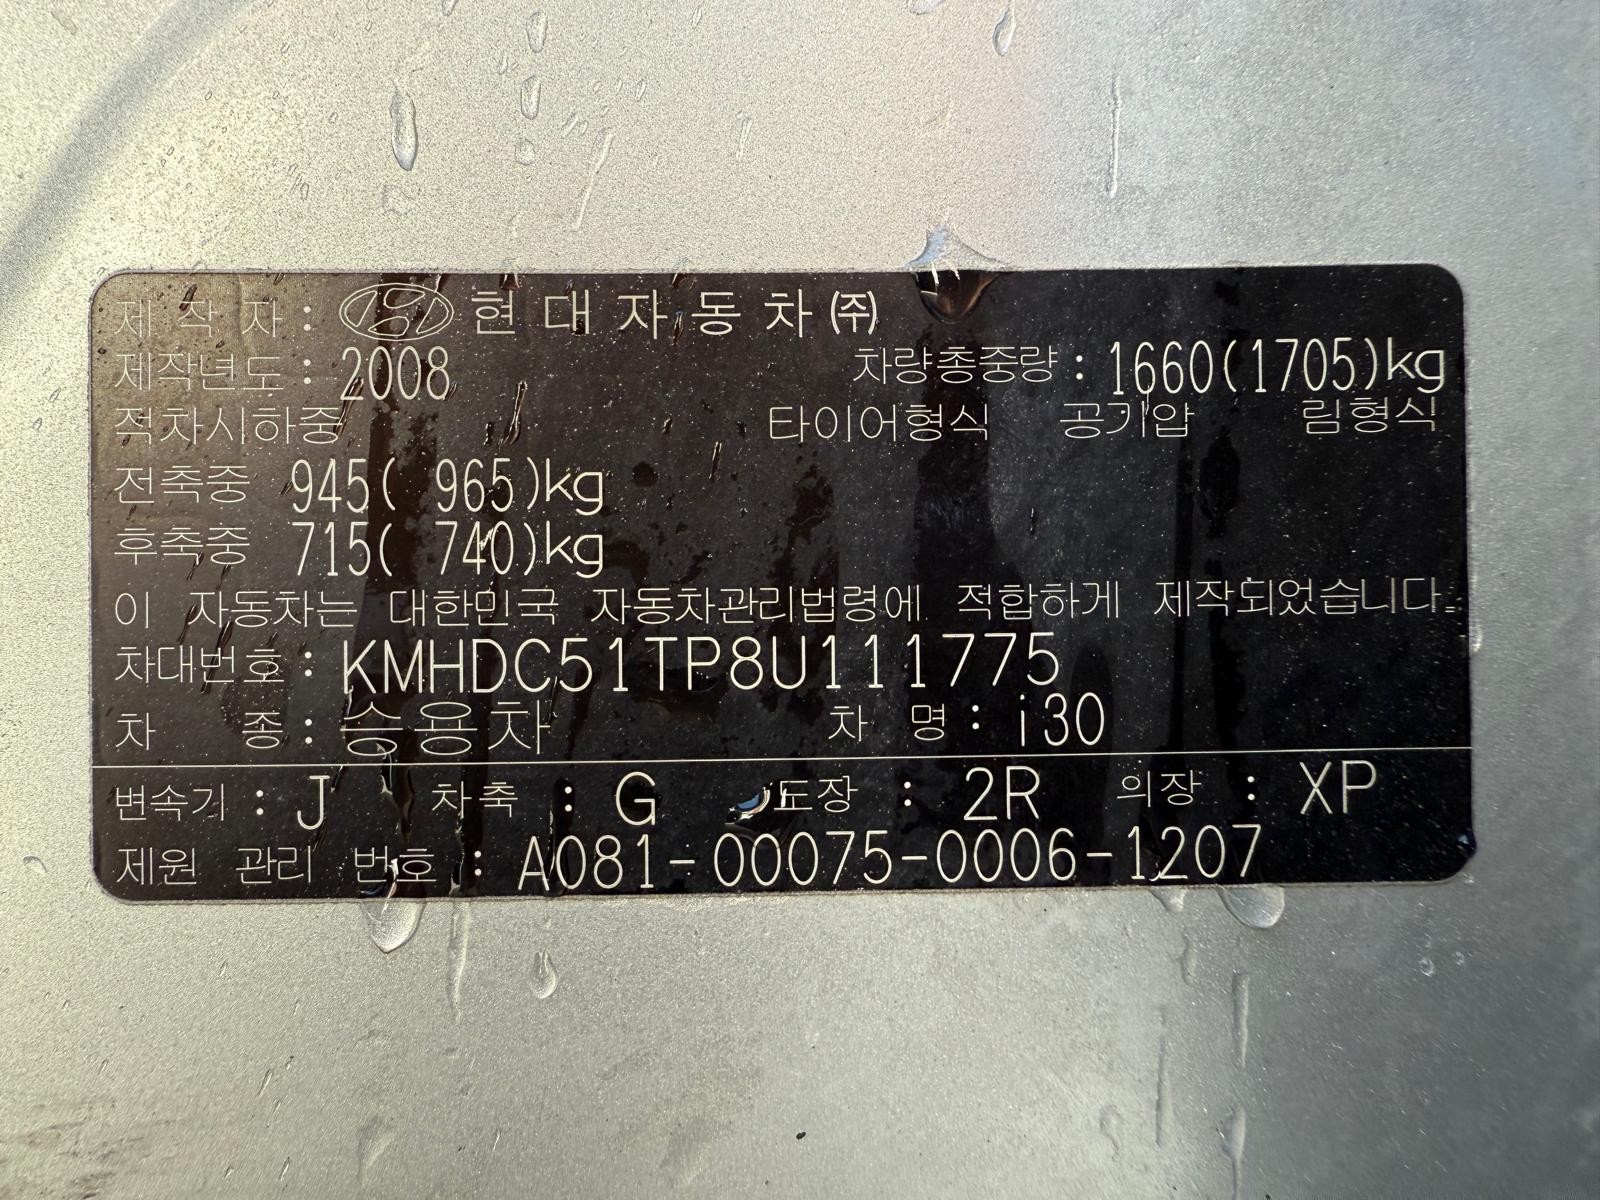 제 작 자 : 현 대 자 동 차 ㈜
제작년도 : 2008 차량총중량 : 1660(1705)kg
적차시하중 타이어형식 공기압 림형식
전축중 945( 965)kg
후축중 715( 740)kg
이 자동차는 대한민국 자동차관리법령에 적합하게 제작되었습니다.
차대번호 : KMHDC51TP8U111775
차 종 : 승용차 차 명 : i30
변속기 : J 차축 : G 도장 : 2R 의장 : XP
제원 관리 번호 : A081-00075-0006-1207